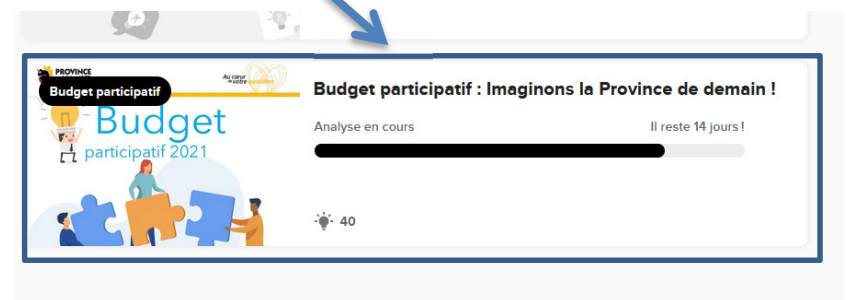 PROVINCE
Au cœur
de votre quotidien
Budget participatif
Budget
participatif 2021
Budget participatif : Imaginons la Province de demain !
Analyse en cours
Il reste 14 jours !
40